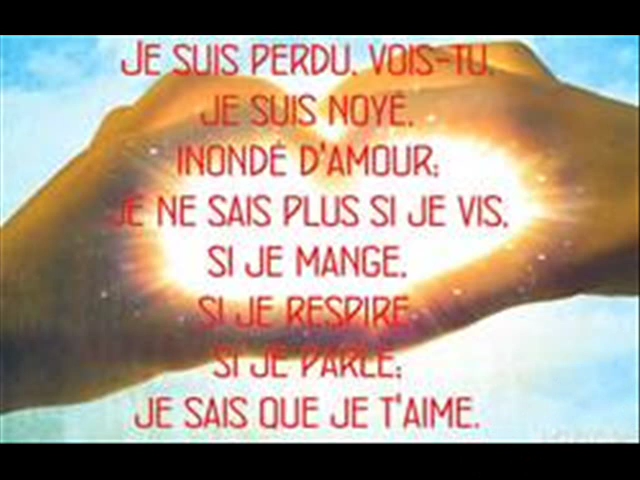 JE SUIS PERDU, VOIS-TU,
JE SUIS NOYÉ,
INONDÉ D'AMOUR;
JE NE SAIS PLUS SI JE VIS,
SI JE MANGE,
SI JE RESPIRE,
SI JE PARLE;
JE SAIS QUE JE T'AIME.